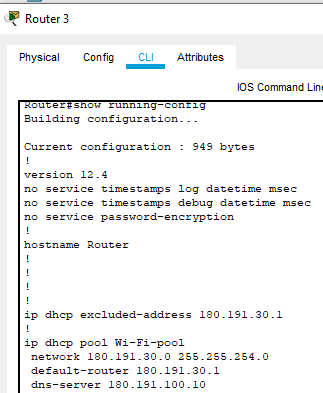 Router 3
Physical Config CLI Attributes
IOS Command Line
Router#show running-config
Building configuration...
Current configuration : 949 bytes
!
version 12.4
no service timestamps log datetime msec
no service timestamps debug datetime msec
no service password-encryption
!
hostname Router
!
!
!
!
ip dhcp excluded-address 180.191.30.1
!
ip dhcp pool Wi-Fi-pool
network 180.191.30.0 255.255.254.0
default-router 180.191.30.1
dns-server 180.191.100.10